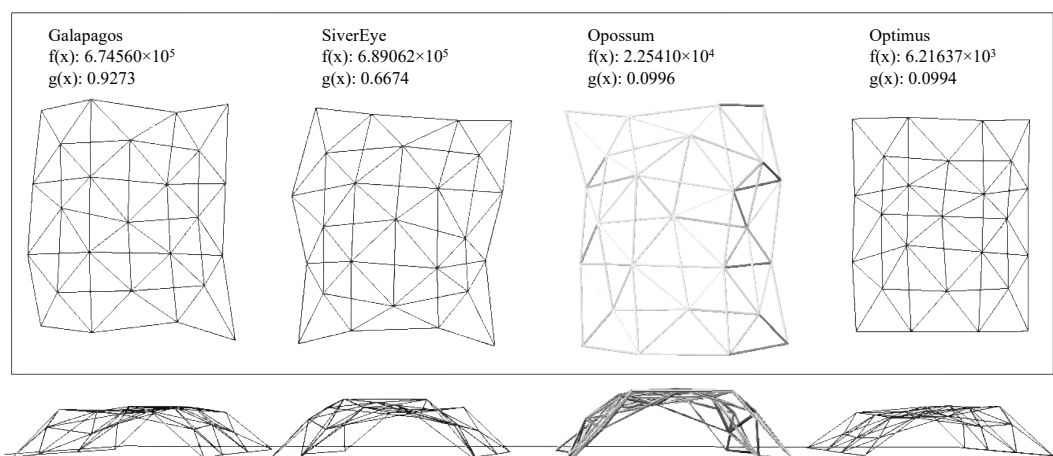 Galapagos
f(x): 6.74560×10⁵
g(x): 0.9273
SiverEye
f(x): 6.89062×10⁵
g(x): 0.6674
Opossum
f(x): 2.25410×10⁴
g(x): 0.0996
Optimus
f(x): 6.21637×10³
g(x): 0.0994